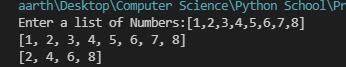 aarth\Desktop\Computer Science\Python School\Pr
Enter a list of Numbers:[1,2,3,4,5,6,7,8]
[1, 2, 3, 4, 5, 6, 7, 8]
[2, 4, 6, 8]